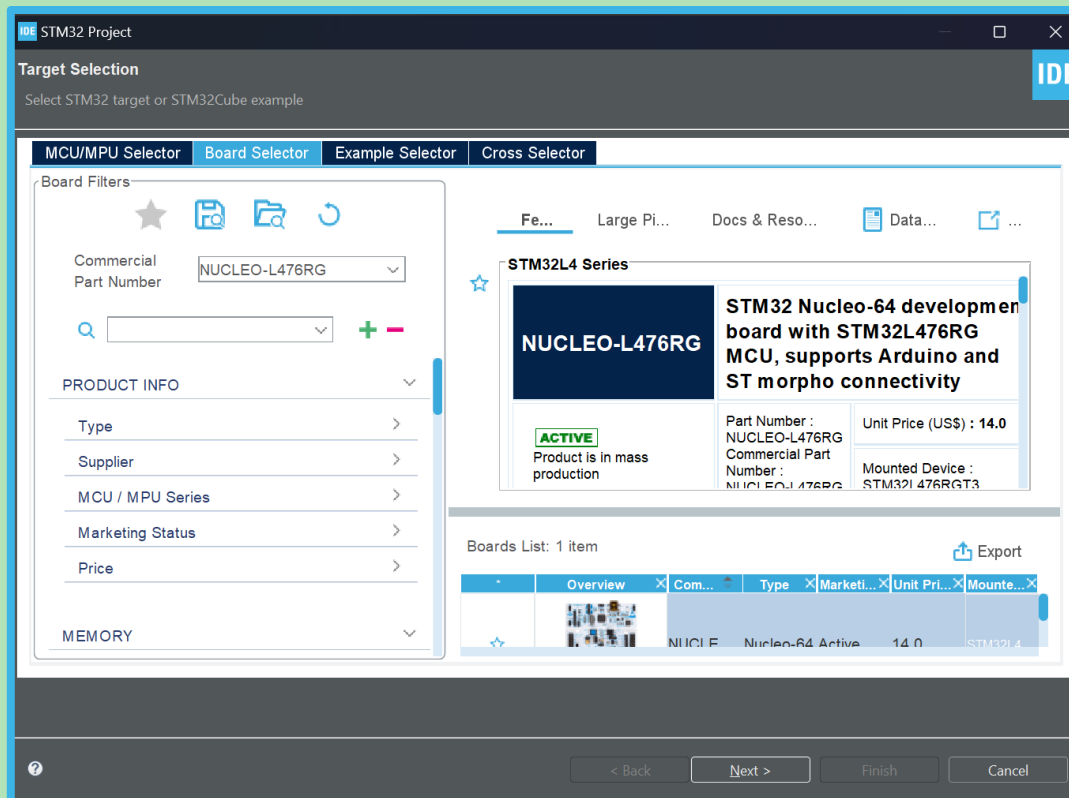 IDE STM32 Project
Target Selection
IDE
Select STM32 target or STM32Cube example
MCU/MPU Selector Board Selector Example Selector Cross Selector
Board Filters
Commercial
Part Number
NUCLEO-L476RG
PRODUCT INFO
Type
Supplier
MCU / MPU Series
Marketing Status
Price
MEMORY
Fe... Large Pi... Docs & Reso... Data... ...
STM32L4 Series
NUCLEO-L476RG
STM32 Nucleo-64 developmen
board with STM32L476RG
MCU, supports Arduino and
ST morpho connectivity
ACTIVE
Product is in mass
production
Part Number :
NUCLEO-L476RG
Commercial Part
Number :
NUCLEO-L476RG
Unit Price (US$) : 14.0
Mounted Device :
STM32L476RGT3
Boards List: 1 item
Export
* Overview Com... Type Marketi... Unit Pri... Mounte...
NUCLE Nucleo-64 Active 14.0 STM32L4
< Back Next > Finish Cancel